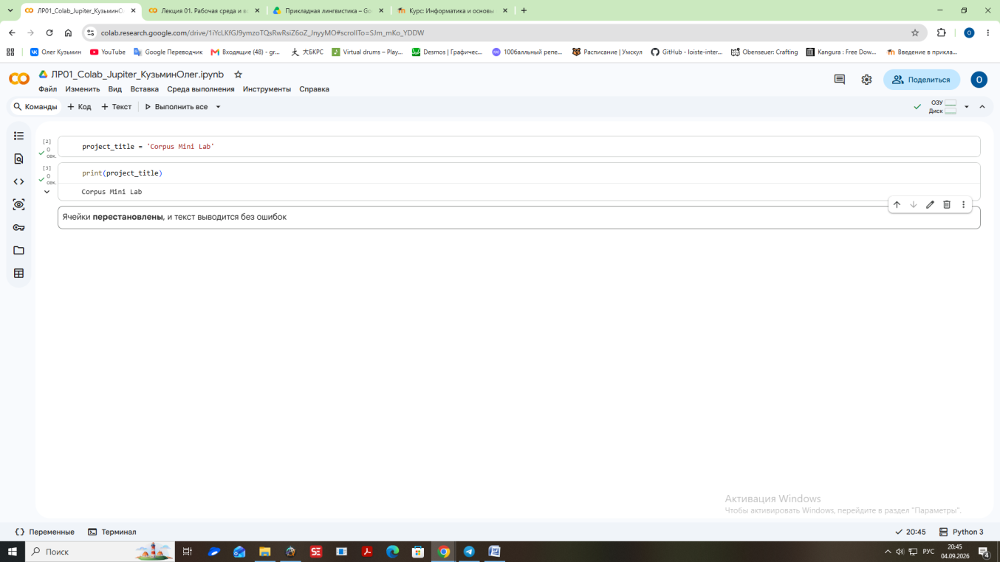 ЛР01_Colab_Jupiter_КузьминОл
Лекция 01. Рабочая среда и в
Прикладная лингвистика – Go
Курс: Информатика и основы
colab.research.google.com/drive/1iYcLKfGJ9ymzoTQsRwRsiZ6oZ_JnyyMO#scrollTo=SJm_mKo_YDDW
Олег Кузьмин
YouTube
Google Переводчик
Входящие (48) - gr...
大БКРС
Virtual drums – Play...
Desmos | Графичес...
100балльный репе...
Расписание | Умскул
GitHub - loiste-inter...
Obenseuer: Crafting
Kangura : Free Dow...
Введение в прикла...
ЛР01_Colab_Jupiter_КузьминОлег.ipynb
Файл Изменить Вид Вставка Среда выполнения Инструменты Справка
Поделиться
О
Команды + Код + Текст Выполнить все
ОЗУ
Диск
[2]
0
сек.
project_title = 'Corpus Mini Lab'
[3]
0
сек.
print(project_title)
Corpus Mini Lab
Ячейки перестановлены, и текст выводится без ошибок
Активация Windows
Чтобы активировать Windows, перейдите в раздел "Параметры".
Переменные Терминал
20:45 Python 3
Поиск
РУС
20:45
04.09.2026
4